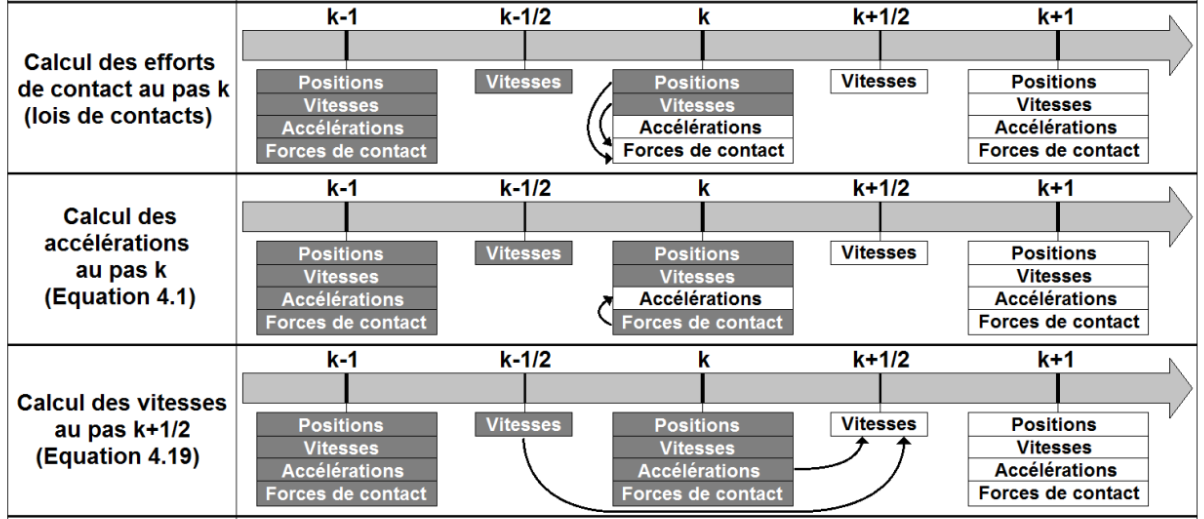 Calcul des efforts
de contact au pas k
(lois de contacts)
k-1 k-1/2 k k+1/2 k+1
Positions Vitesses Positions Vitesses Positions
Vitesses Vitesses Vitesses
Accélérations Accélérations Accélérations
Forces de contact Forces de contact Forces de contact
Calcul des
accélérations
au pas k
(Equation 4.1)
k-1 k-1/2 k k+1/2 k+1
Positions Vitesses Positions Vitesses Positions
Vitesses Vitesses Vitesses
Accélérations Accélérations Accélérations
Forces de contact Forces de contact Forces de contact
Calcul des vitesses
au pas k+1/2
(Equation 4.19)
k-1 k-1/2 k k+1/2 k+1
Positions Vitesses Positions Vitesses Positions
Vitesses Vitesses Vitesses
Accélérations Accélérations Accélérations
Forces de contact Forces de contact Forces de contact